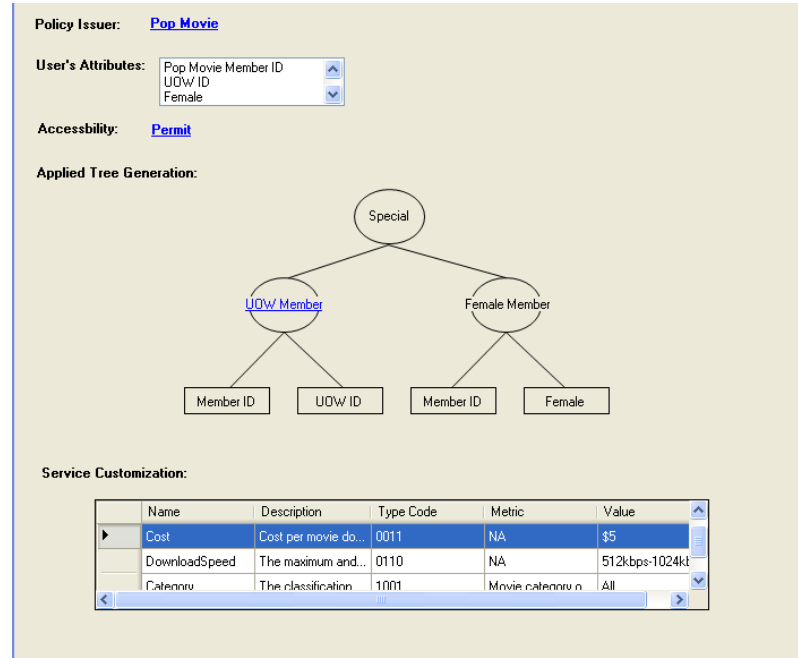 Policy Issuer: Pop Movie
User's Attributes: Pop Movie Member ID
UOW ID
Female
Accessbility: Permit
Applied Tree Generation:
Special
UOW Member Female Member
Member ID UOW ID Member ID Female
Service Customization:
Name Description Type Code Metric Value
Cost Cost per movie do... 0011 NA $5
DownloadSpeed The maximum and... 0110 NA 512kbps-1024kb
Category The classification 1001 Movie category o All